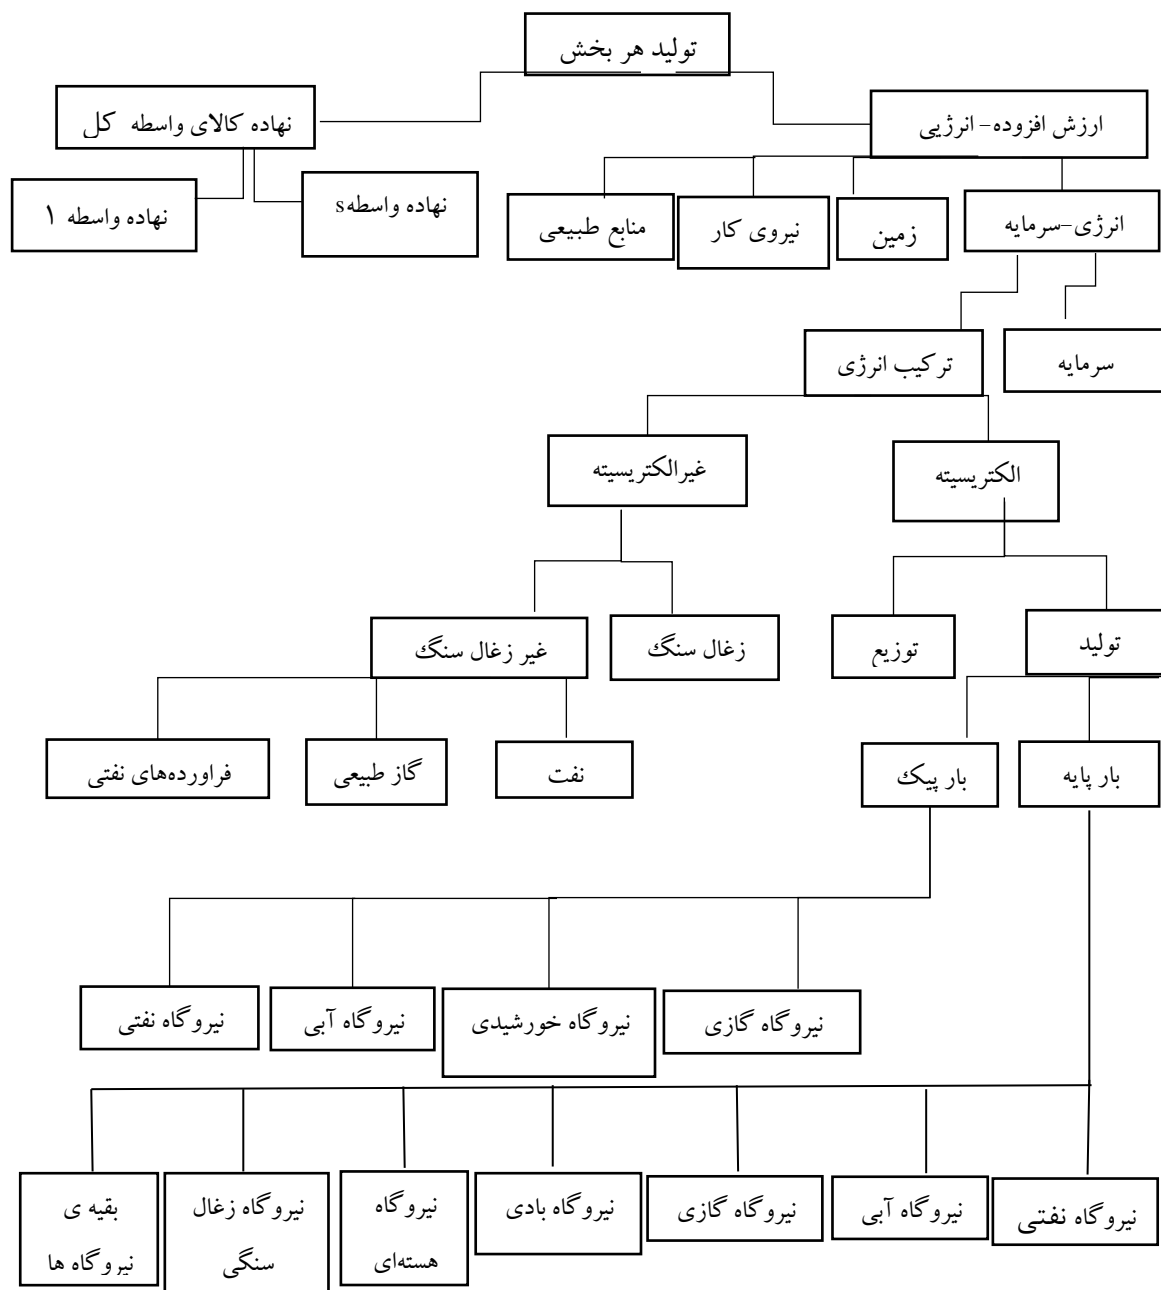 تولید هر بخش
ارزش افزوده- انرژیی
نهاده کالای واسطه کل
انرژی-سرمایه
زمین
نیروی کار
منابع طبیعی
نهاده واسطهs
نهاده واسطه ۱
سرمایه
ترکیب انرژی
الکتریسیته
غیرالکتریسیته
تولید
توزیع
زغال سنگ
غیر زغال سنگ
بار پایه
بار پیک
نفت
گاز طبیعی
فراورده‌های نفتی
نیروگاه گازی
نیروگاه خورشیدی
نیروگاه آبی
نیروگاه نفتی
نیروگاه نفتی
نیروگاه آبی
نیروگاه گازی
نیروگاه بادی
نیروگاه
هسته‌ای
نیروگاه زغال
سنگی
بقیه ی
نیروگاه ها